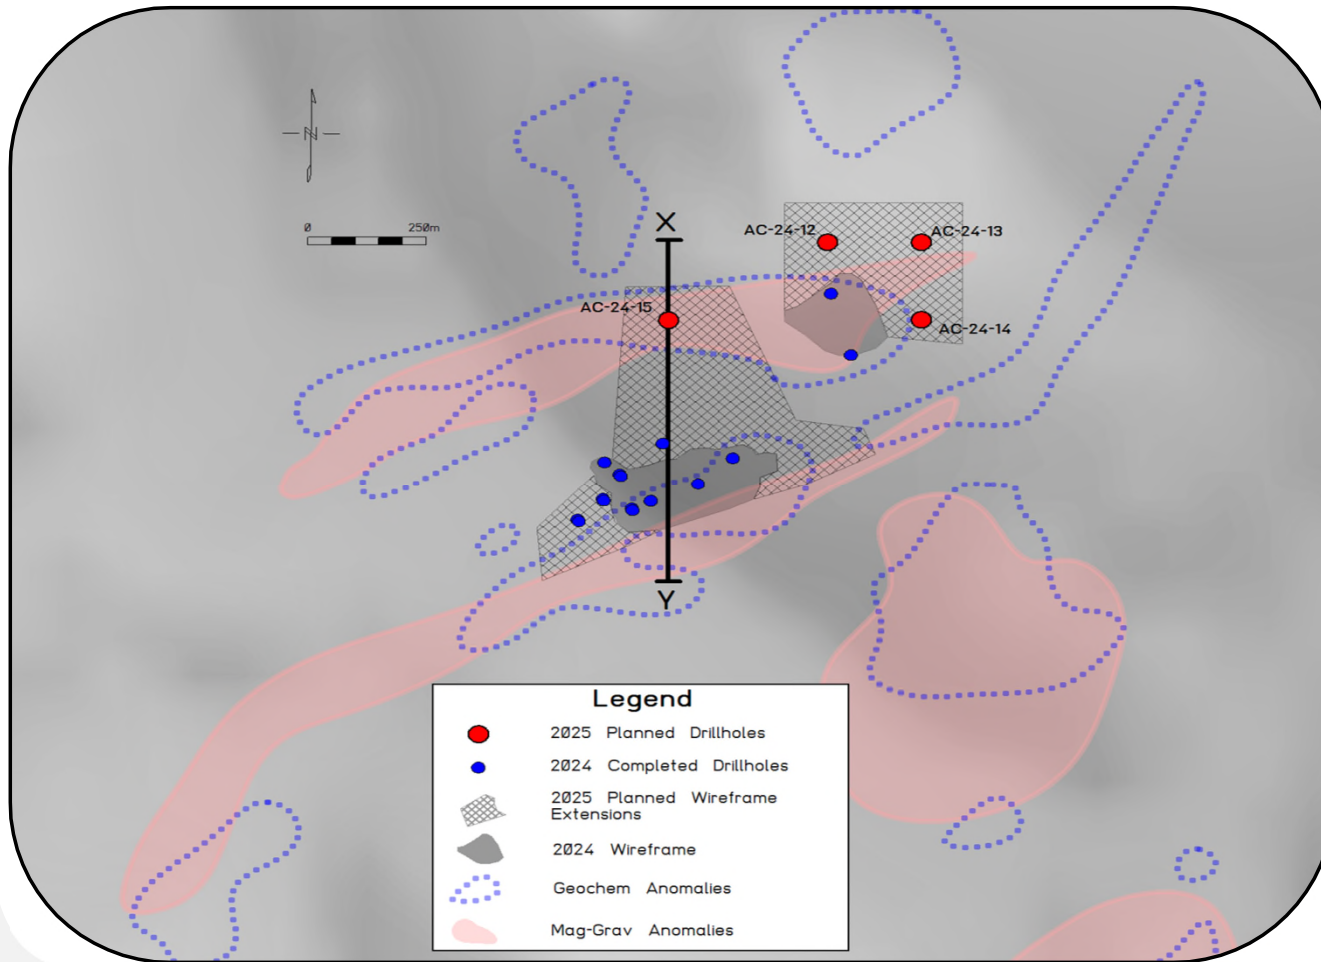 N
0 250m
X
AC-24-12
AC-24-13
AC-24-15
AC-24-14
Y
Legend
2025 Planned Drillholes
2024 Completed Drillholes
2025 Planned Wireframe
Extensions
2024 Wireframe
Geochem Anomalies
Mag-Grav Anomalies